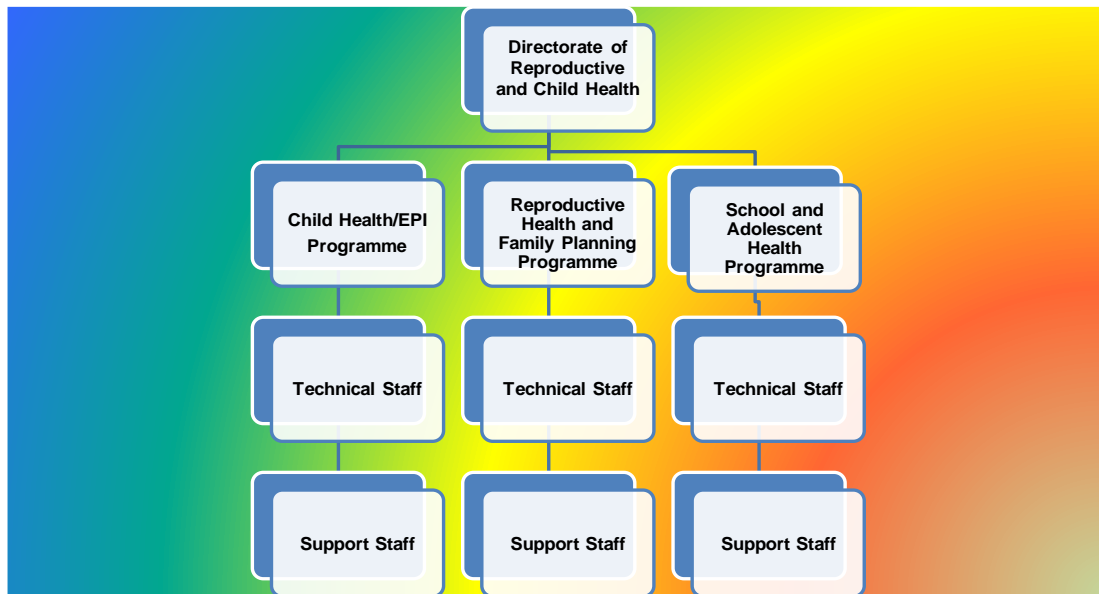 Directorate of
Reproductive
and Child Health
Child Health/EPI
Programme
Reproductive
Health and
Family Planning
Programme
School and
Adolescent
Health
Programme
Technical Staff
Technical Staff
Technical Staff
Support Staff
Support Staff
Support Staff